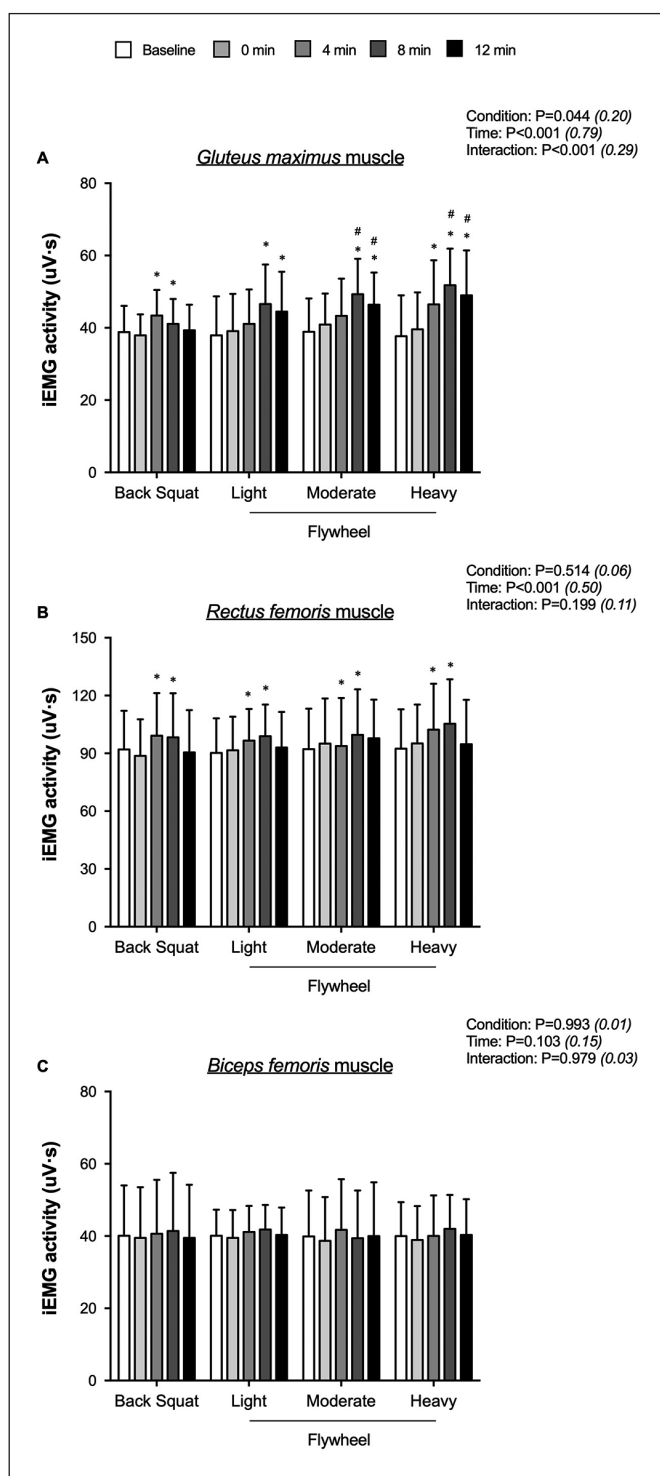 Baseline 0 min 4 min 8 min 12 min
Condition: P=0.044 (0.20)
Time: P<0.001 (0.79)
Interaction: P<0.001 (0.29)
A
Gluteus maximus muscle
iEMG activity (uV·s)
80
60
40
20
0
* * * * # * # * * # * # *
Back Squat Light Moderate Heavy
Flywheel
Condition: P=0.514 (0.06)
Time: P<0.001 (0.50)
Interaction: P=0.199 (0.11)
B
Rectus femoris muscle
iEMG activity (uV·s)
150
120
90
60
30
0
* * * * * * * *
Back Squat Light Moderate Heavy
Flywheel
Condition: P=0.993 (0.01)
Time: P=0.103 (0.15)
Interaction: P=0.979 (0.03)
C
Biceps femoris muscle
iEMG activity (uV·s)
80
60
40
20
0
Back Squat Light Moderate Heavy
Flywheel